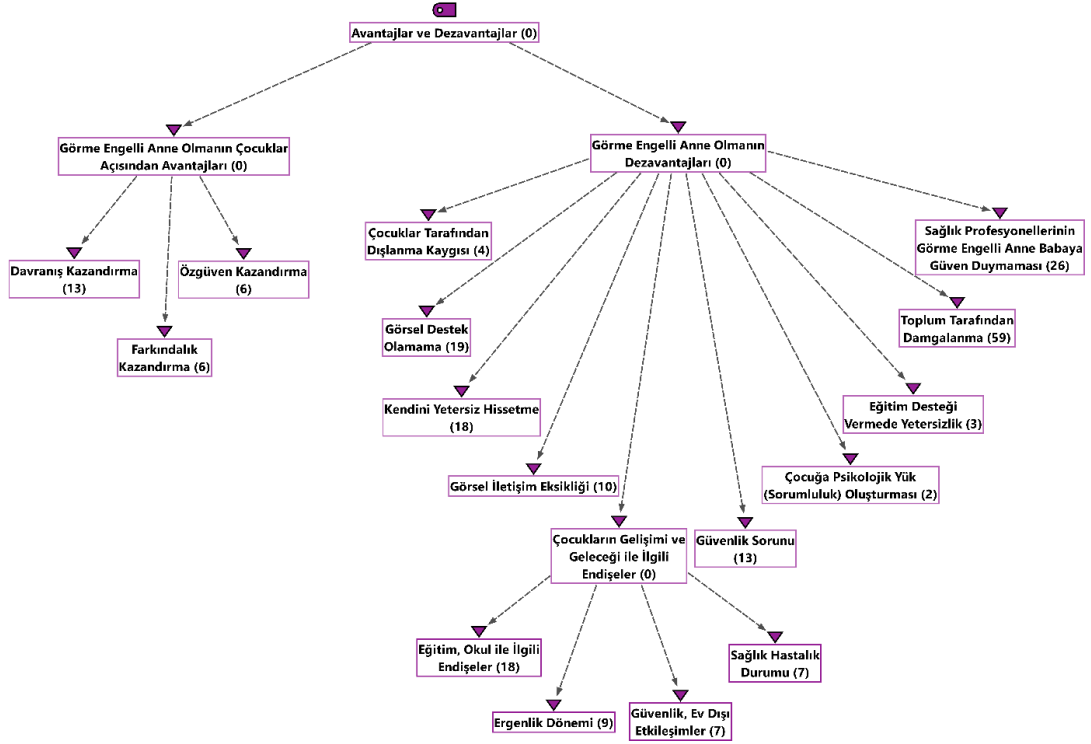 Avantajlar ve Dezavantajlar (0)
Görme Engelli Anne Olmanın Çocuklar
Açısından Avantajları (0)
Görme Engelli Anne Olmanın
Dezavantajları (0)
Davranış Kazandırma
(13)
Farkındalık
Kazandırma (6)
Özgüven Kazandırma
(6)
Çocuklar Tarafından
Dışlanma Kaygısı (4)
Görsel Destek
Olamama (19)
Kendini Yetersiz Hissetme
(18)
Görsel İletişim Eksikliği (10)
Çocukların Gelişimi ve
Geleceği ile İlgili
Endişeler (0)
Güvenlik Sorunu
(13)
Çocuğa Psikolojik Yük
(Sorumluluk) Oluşturması (2)
Eğitim Desteği
Vermede Yetersizlik (3)
Toplum Tarafından
Damgalanma (59)
Sağlık Profesyonellerinin
Görme Engelli Anne Babaya
Güven Duymaması (26)
Eğitim, Okul ile İlgili
Endişeler (18)
Ergenlik Dönemi (9)
Güvenlik, Ev Dışı
Etkileşimler (7)
Sağlık Hastalık
Durumu (7)